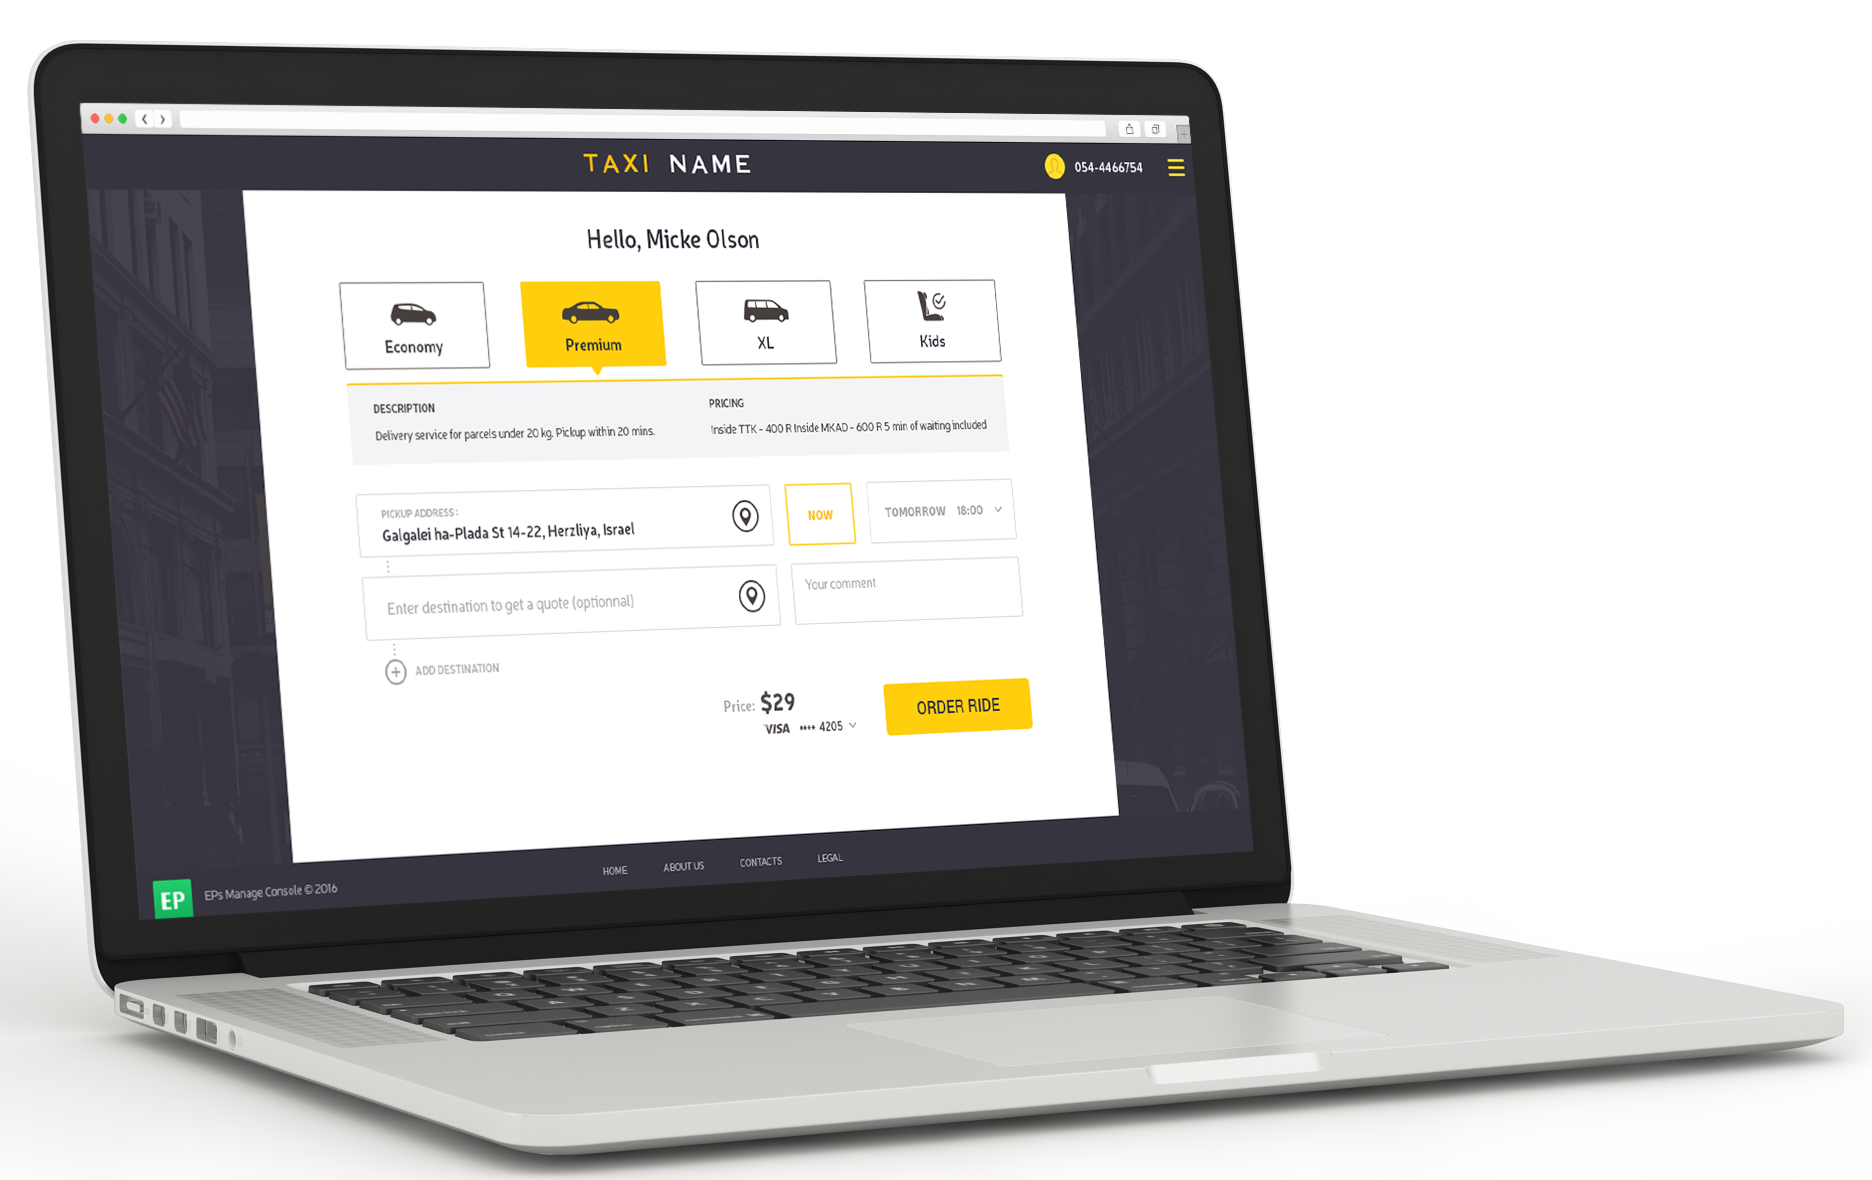 TAXI NAME
054-4466754
Hello, Micke Olson
Economy
Premium
XL
Kids
DESCRIPTION
Delivery service for parcels under 20 kg. Pickup within 20 mins.
PRICING
Inside TTK - 400 R Inside MKAD - 600 R 5 min of waiting included
PICKUP ADDRESS:
Galgalei ha-Plada St 14-22, Herzliya, Israel
NOW
TOMORROW 18:00
Enter destination to get a quote (optionnal)
Your comment
ADD DESTINATION
Price: $29
VISA •••• 4205
ORDER RIDE
HOME
ABOUT US
CONTACTS
LEGAL
EP
EPs Manage Console © 2016